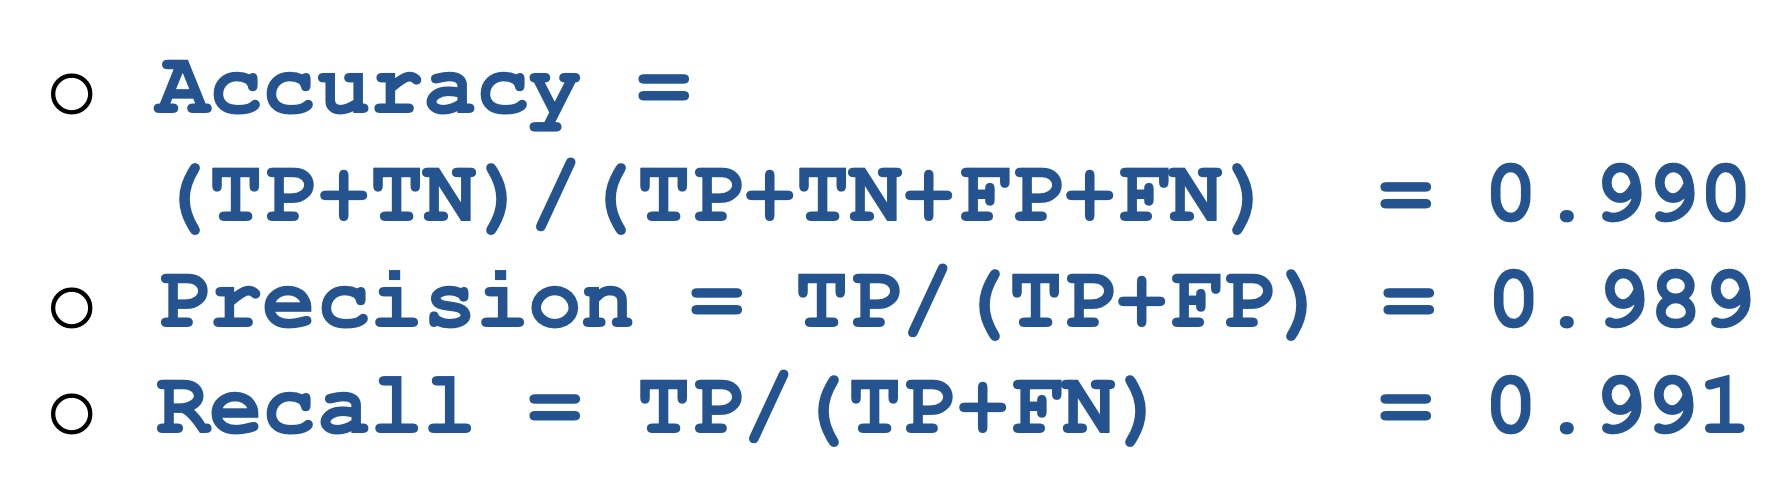 ○ Accuracy =
(TP+TN)/(TP+TN+FP+FN) = 0.990
○ Precision = TP/(TP+FP) = 0.989
○ Recall = TP/(TP+FN) = 0.991